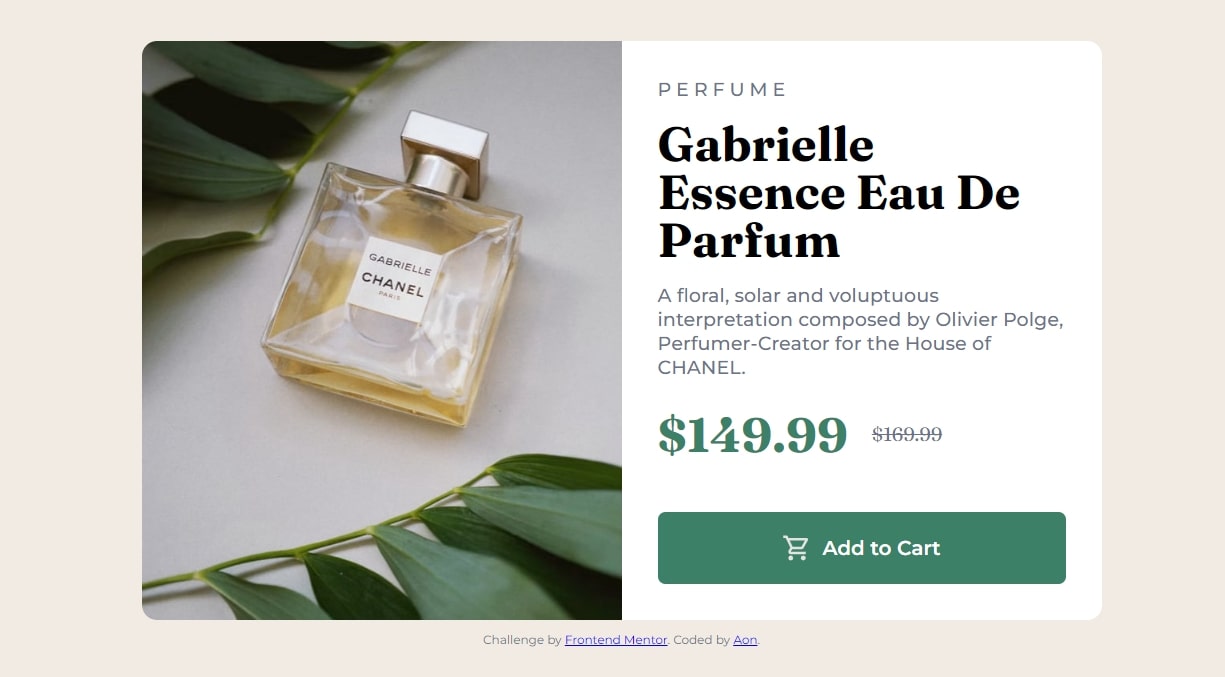 GABRIELLE
CHANEL
PARIS
PERFUME
Gabrielle
Essence Eau De
Parfum
A floral, solar and voluptuous
interpretation composed by Olivier Polge,
Perfumer-Creator for the House of
CHANEL.
$149.99 $169.99
Add to Cart
Challenge by Frontend Mentor. Coded by Aon.